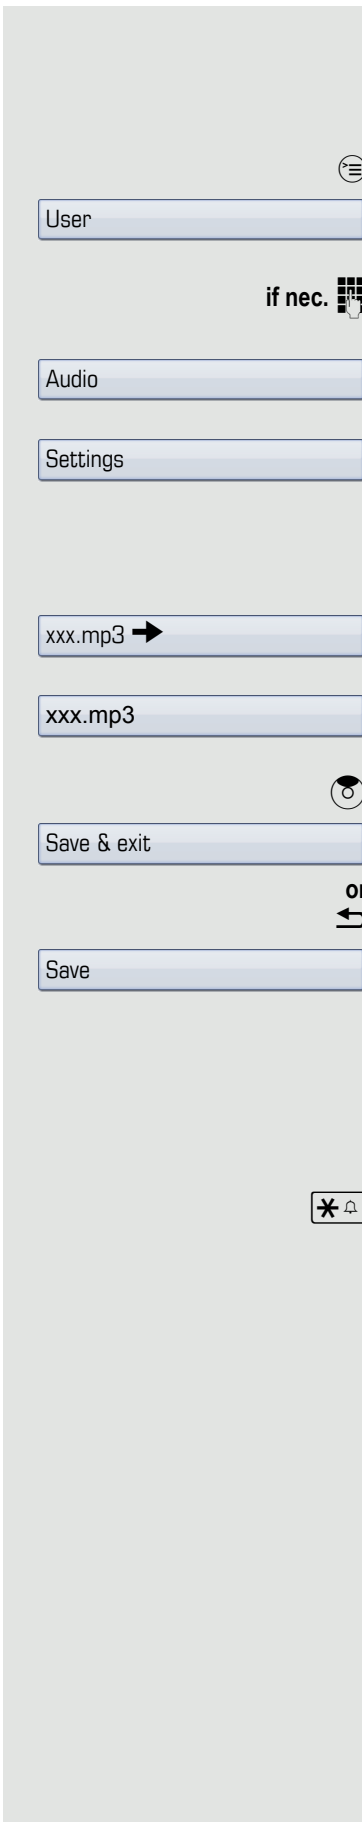 User
if nec.
Audio
Settings
xxx.mp3 →
xxx.mp3
Save & exit
or
Save